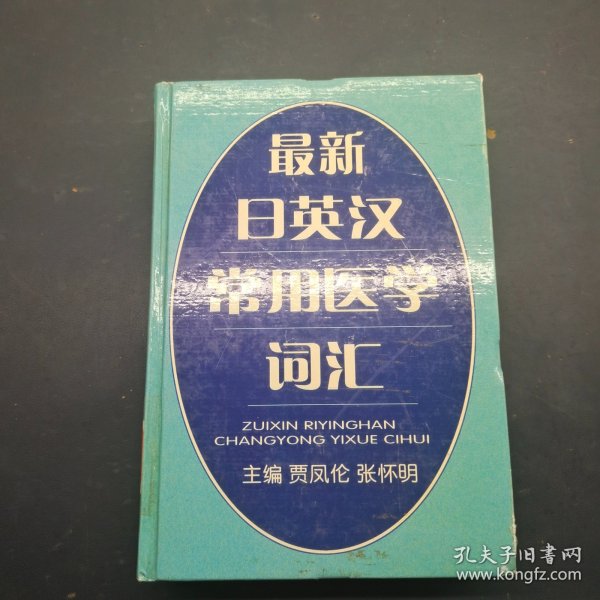 最新
日英汉
常用医学
词汇
ZUIXIN RIYINGHAN
CHANGYONG YIXUE CIHUI
主编 贾凤伦 张怀明
孔夫子旧書网
www.kongfz.com